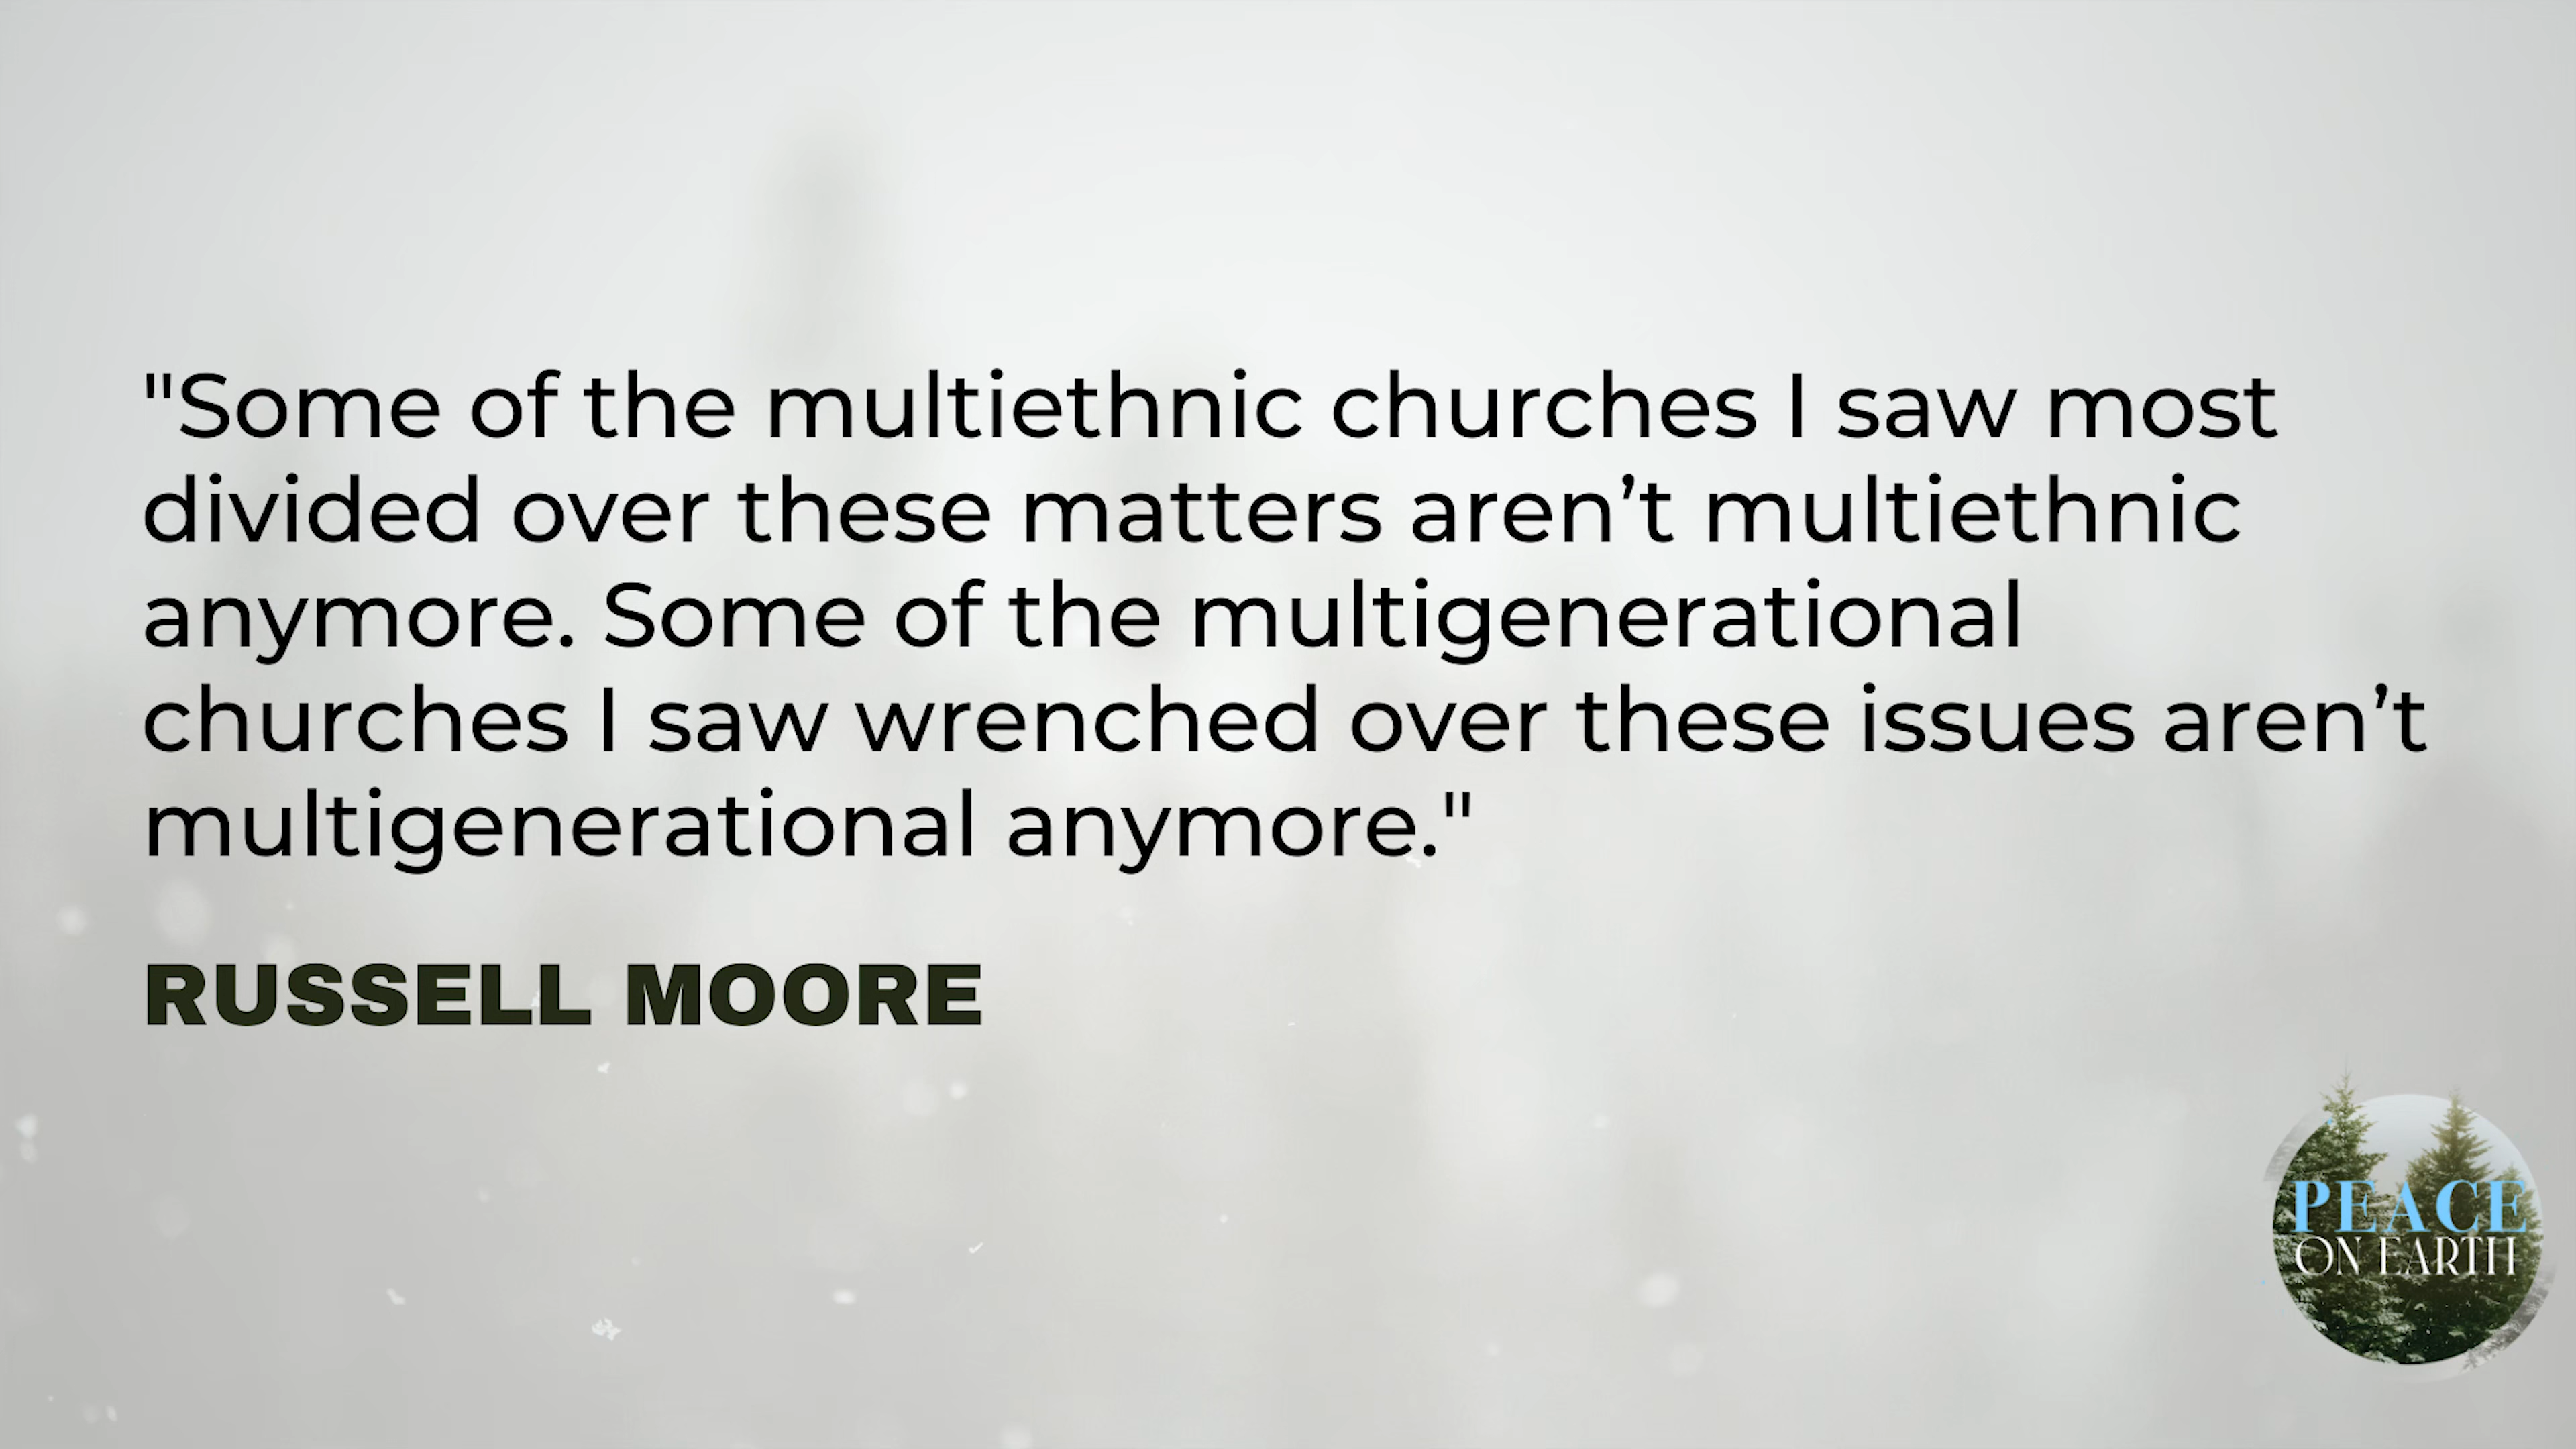 "Some of the multiethnic churches I saw most
divided over these matters aren’t multiethnic
anymore. Some of the multigenerational
churches I saw wrenched over these issues aren’t
multigenerational anymore."
RUSSELL MOORE
PEACE
ON EARTH